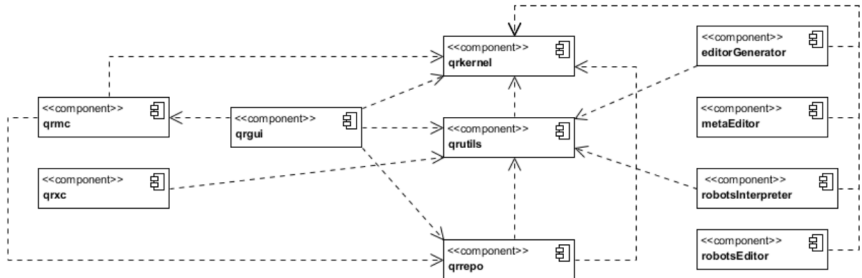 <<component>>
qrkernel
<<component>>
editorGenerator
<<component>>
qrmc
<<component>>
qrgui
<<component>>
qrutils
<<component>>
metaEditor
<<component>>
qrxc
<<component>>
robotsInterpreter
<<component>>
qrrepo
<<component>>
robotsEditor